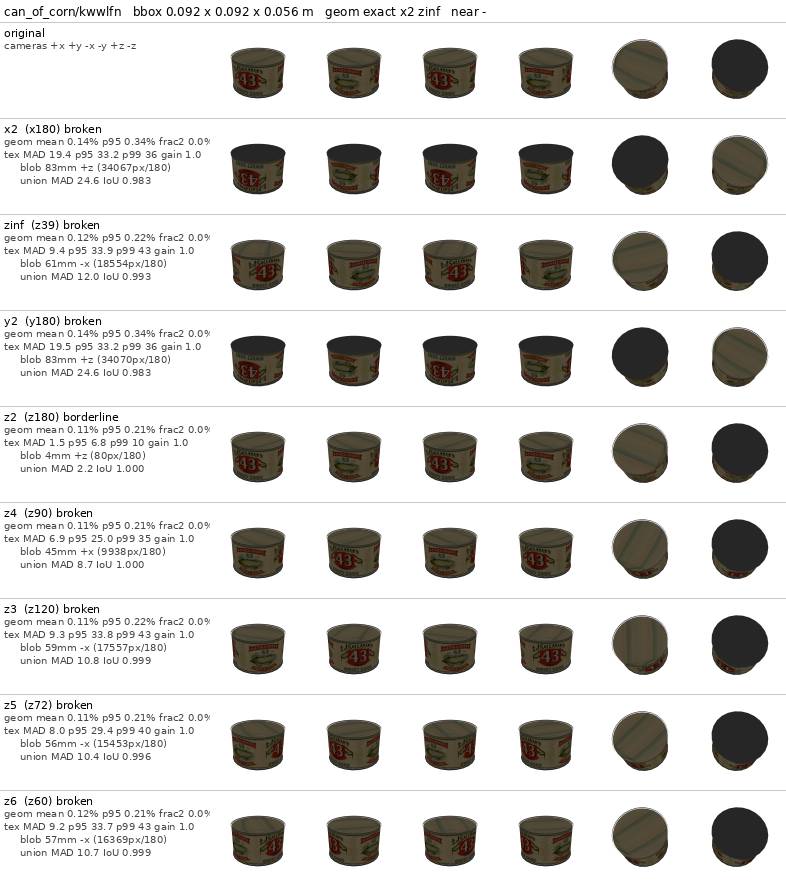 can_of_corn/kwwlfn   bbox 0.092 x 0.092 x 0.056 m   geom exact x2 zinf   near -
original
cameras +x +y -x -y +z -z
43
43
x2  (x180) broken
geom mean 0.14% p95 0.34% frac2 0.0%
tex MAD 19.4 p95 33.2 p99 36 gain 1.0
blob 83mm +z (34067px/180)
union MAD 24.6 IoU 0.983
43
43
zinf  (z39) broken
geom mean 0.12% p95 0.22% frac2 0.0%
tex MAD 9.4 p95 33.9 p99 43 gain 1.0
blob 61mm -x (18554px/180)
union MAD 12.0 IoU 0.993
43
43
y2  (y180) broken
geom mean 0.14% p95 0.34% frac2 0.0%
tex MAD 19.5 p95 33.2 p99 36 gain 1.0
blob 83mm +z (34070px/180)
union MAD 24.6 IoU 0.983
43
43
z2  (z180) borderline
geom mean 0.11% p95 0.21% frac2 0.0%
tex MAD 1.5 p95 6.8 p99 10 gain 1.0
blob 4mm +z (80px/180)
union MAD 2.2 IoU 1.000
43
43
z4  (z90) broken
geom mean 0.11% p95 0.21% frac2 0.0%
tex MAD 6.9 p95 25.0 p99 35 gain 1.0
blob 45mm +x (9938px/180)
union MAD 8.7 IoU 1.000
43
43
z3  (z120) broken
geom mean 0.11% p95 0.22% frac2 0.0%
tex MAD 9.3 p95 33.8 p99 43 gain 1.0
blob 59mm -x (17557px/180)
union MAD 10.8 IoU 0.999
43
43
z5  (z72) broken
geom mean 0.11% p95 0.21% frac2 0.0%
tex MAD 8.0 p95 29.4 p99 40 gain 1.0
blob 56mm -x (15453px/180)
union MAD 10.4 IoU 0.996
z6  (z60) broken
geom mean 0.12% p95 0.21% frac2 0.0%
tex MAD 9.2 p95 33.7 p99 43 gain 1.0
blob 57mm -x (16369px/180)
union MAD 10.7 IoU 0.999